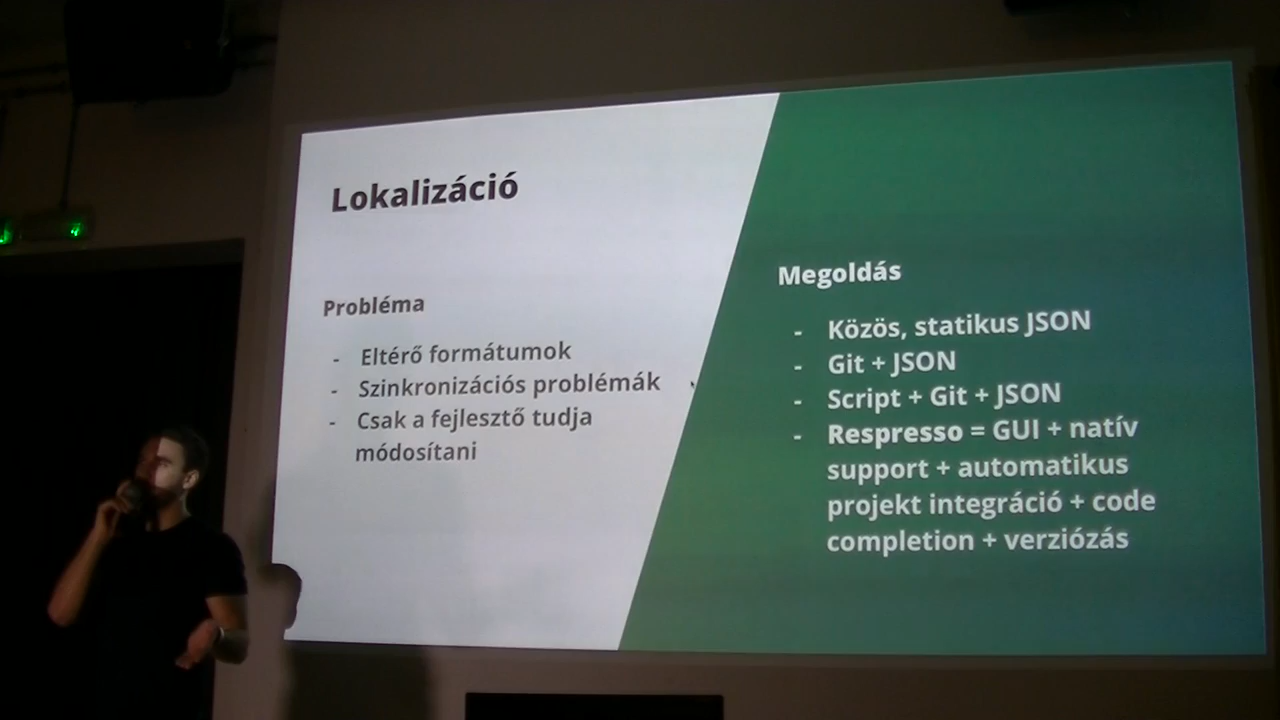 Lokalizáció
Probléma
- Eltérő formátumok
- Szinkronizációs problémák
- Csak a fejlesztő tudja
módosítani
Megoldás
- Közös, statikus JSON
- Git + JSON
- Script + Git + JSON
- Respresso = GUI + natív
support + automatikus
projekt integráció + code
completion + verziózás